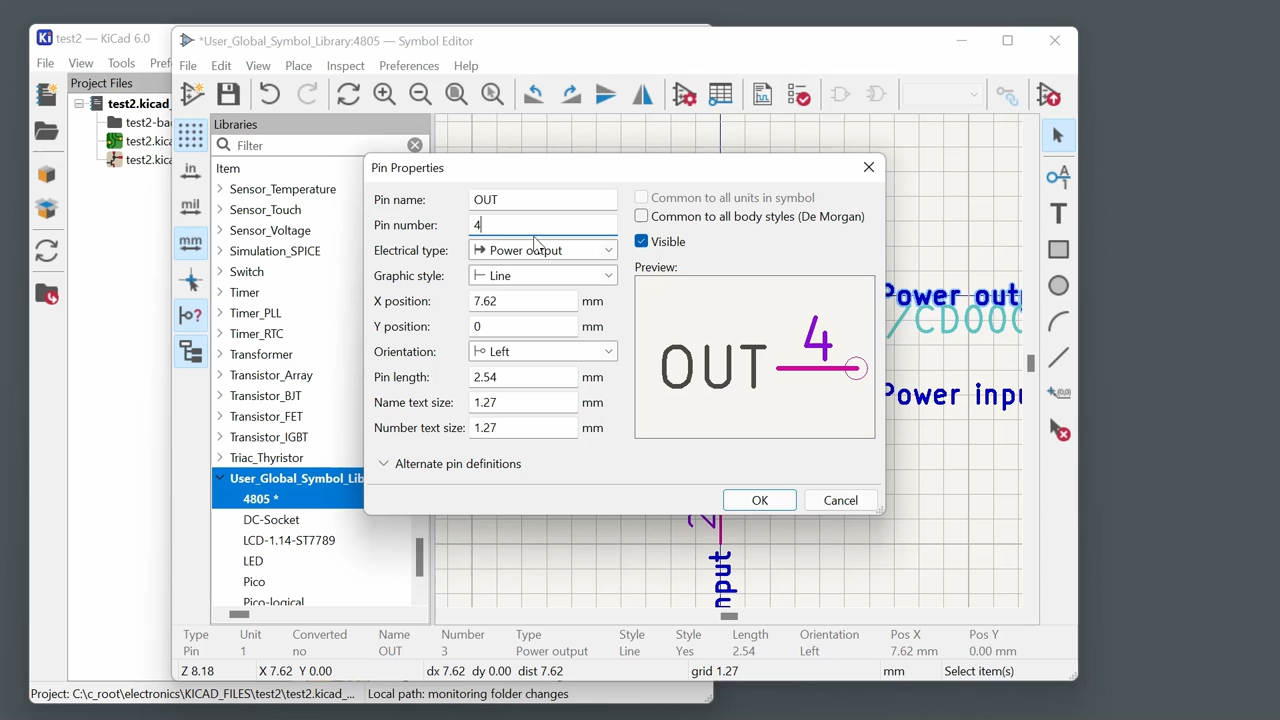 test2 — KiCad 6.0
File View Tools Pref
Project Files
test2.kicad_
test2-ba
test2.kica
test2.kica
Project: C:\c_root\electronics\KICAD_FILES\test2\test2.kicad_... Local path: monitoring folder changes
*User_Global_Symbol_Library:4805 — Symbol Editor
File Edit View Place Inspect Preferences Help
in
mil
mm
Libraries
Filter
Item
Sensor_Temperature
Sensor_Touch
Sensor_Voltage
Simulation_SPICE
Switch
Timer
Timer_PLL
Timer_RTC
Transformer
Transistor_Array
Transistor_BJT
Transistor_FET
Transistor_IGBT
Triac_Thyristor
User_Global_Symbol_Lib
4805 *
DC-Socket
LCD-1.14-ST7789
LED
Pico
Pico-logical
Pin Properties
Pin name: OUT
Pin number: 4
Electrical type: Power output
Graphic style: Line
X position: 7.62 mm
Y position: 0 mm
Orientation: Left
Pin length: 2.54 mm
Name text size: 1.27 mm
Number text size: 1.27 mm
Alternate pin definitions
Common to all units in symbol
Common to all body styles (De Morgan)
Visible
Preview:
OUT 4
OK Cancel
Power out
/CD000
Power inp
2
nput
Type Unit Converted Name Number Type Style Style Length Orientation Pos X Pos Y
Pin 1 no OUT 3 Power output Line Yes 2.54 Left 7.62 mm 0.00 mm
Z 8.18 X 7.62 Y 0.00 dx 7.62 dy 0.00 dist 7.62 grid 1.27 mm Select item(s)